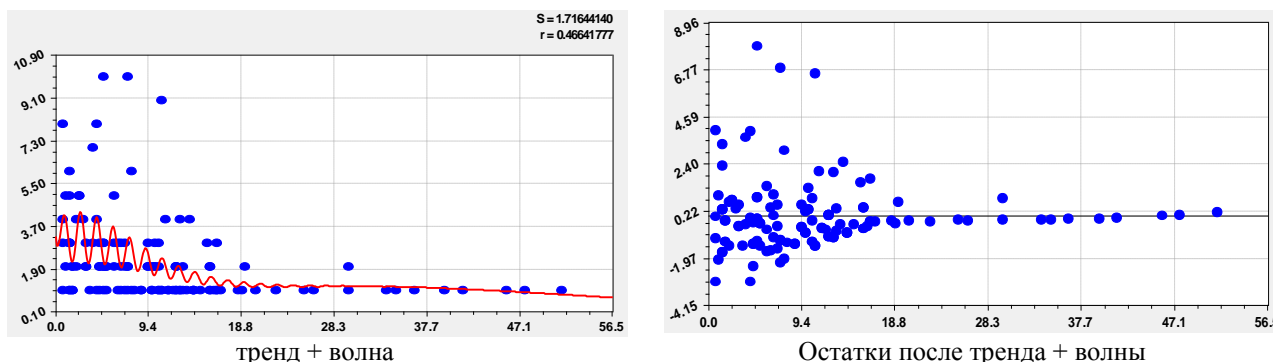 S = 1.71644140
r = 0.46641777
10.90
9.10
7.30
5.50
3.70
1.90
0.10
0.0 9.4 18.8 28.3 37.7 47.1 56.5
тренд + волна
8.96
6.77
4.59
2.40
0.22
-1.97
-4.15
0.0 9.4 18.8 28.3 37.7 47.1 56.5
Остатки после тренда + волны